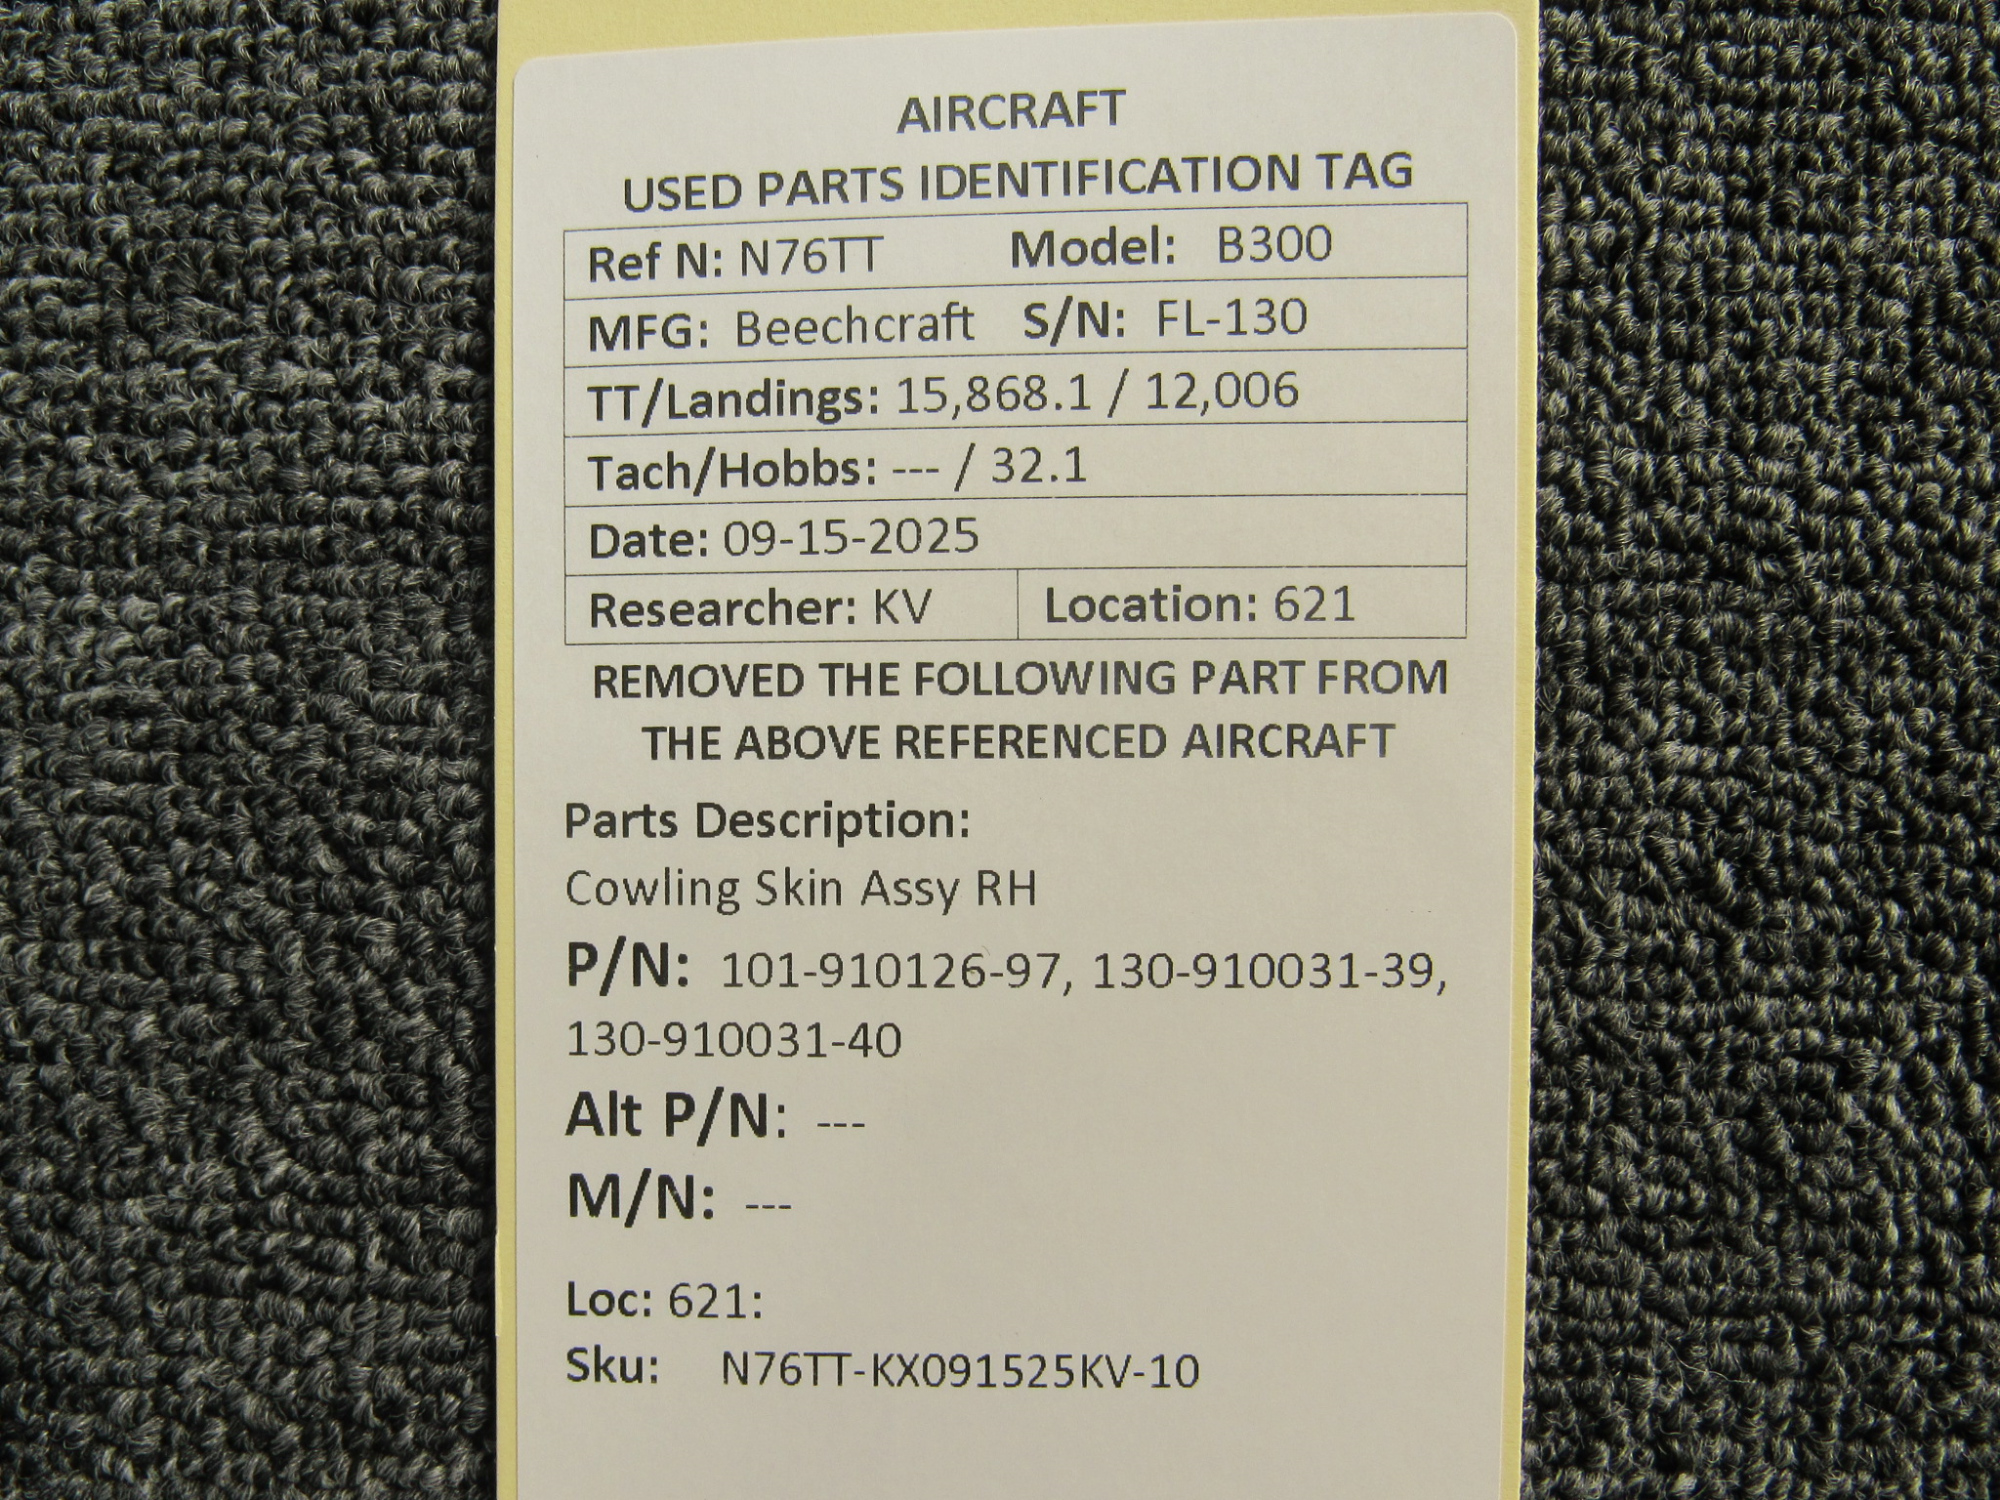 AIRCRAFT
USED PARTS IDENTIFICATION TAG
Ref N: N76TT Model: B300
MFG: Beechcraft S/N: FL-130
TT/Landings: 15,868.1 / 12,006
Tach/Hobbs: --- / 32.1
Date: 09-15-2025
Researcher: KV Location: 621
REMOVED THE FOLLOWING PART FROM
THE ABOVE REFERENCED AIRCRAFT
Parts Description:
Cowling Skin Assy RH
P/N: 101-910126-97, 130-910031-39,
130-910031-40
Alt P/N: ---
M/N: ---
Loc: 621:
Sku: N76TT-KX091525KV-10